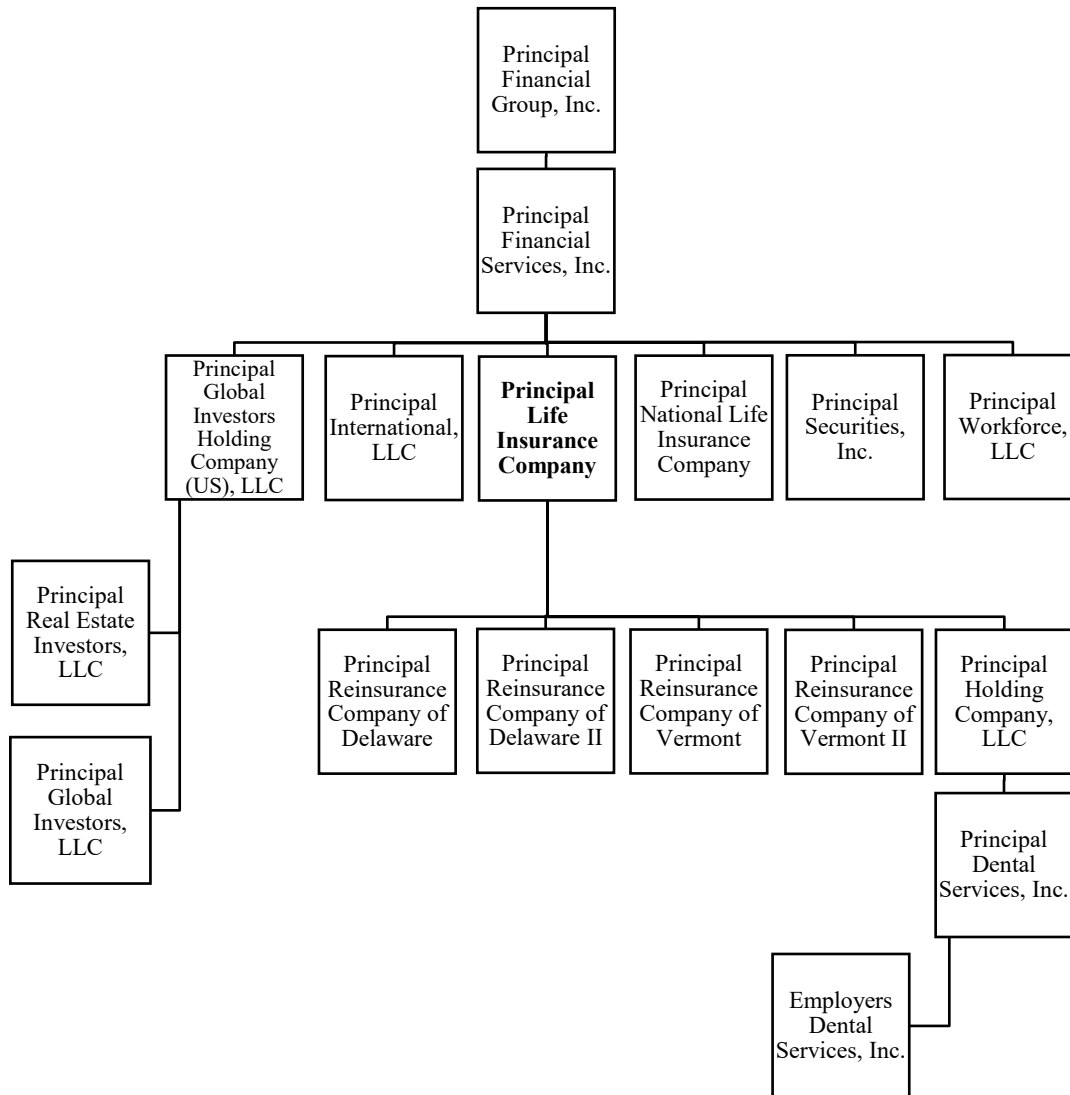 Principal
Financial
Group, Inc.
Principal
Financial
Services, Inc.
Principal
Global
Investors
Holding
Company
(US), LLC
Principal
International,
LLC
Principal
Life
Insurance
Company
Principal
National Life
Insurance
Company
Principal
Securities,
Inc.
Principal
Workforce,
LLC
Principal
Real Estate
Investors,
LLC
Principal
Global
Investors,
LLC
Principal
Reinsurance
Company of
Delaware
Principal
Reinsurance
Company of
Delaware II
Principal
Reinsurance
Company of
Vermont
Principal
Reinsurance
Company of
Vermont II
Principal
Holding
Company,
LLC
Principal
Dental
Services, Inc.
Employers
Dental
Services, Inc.